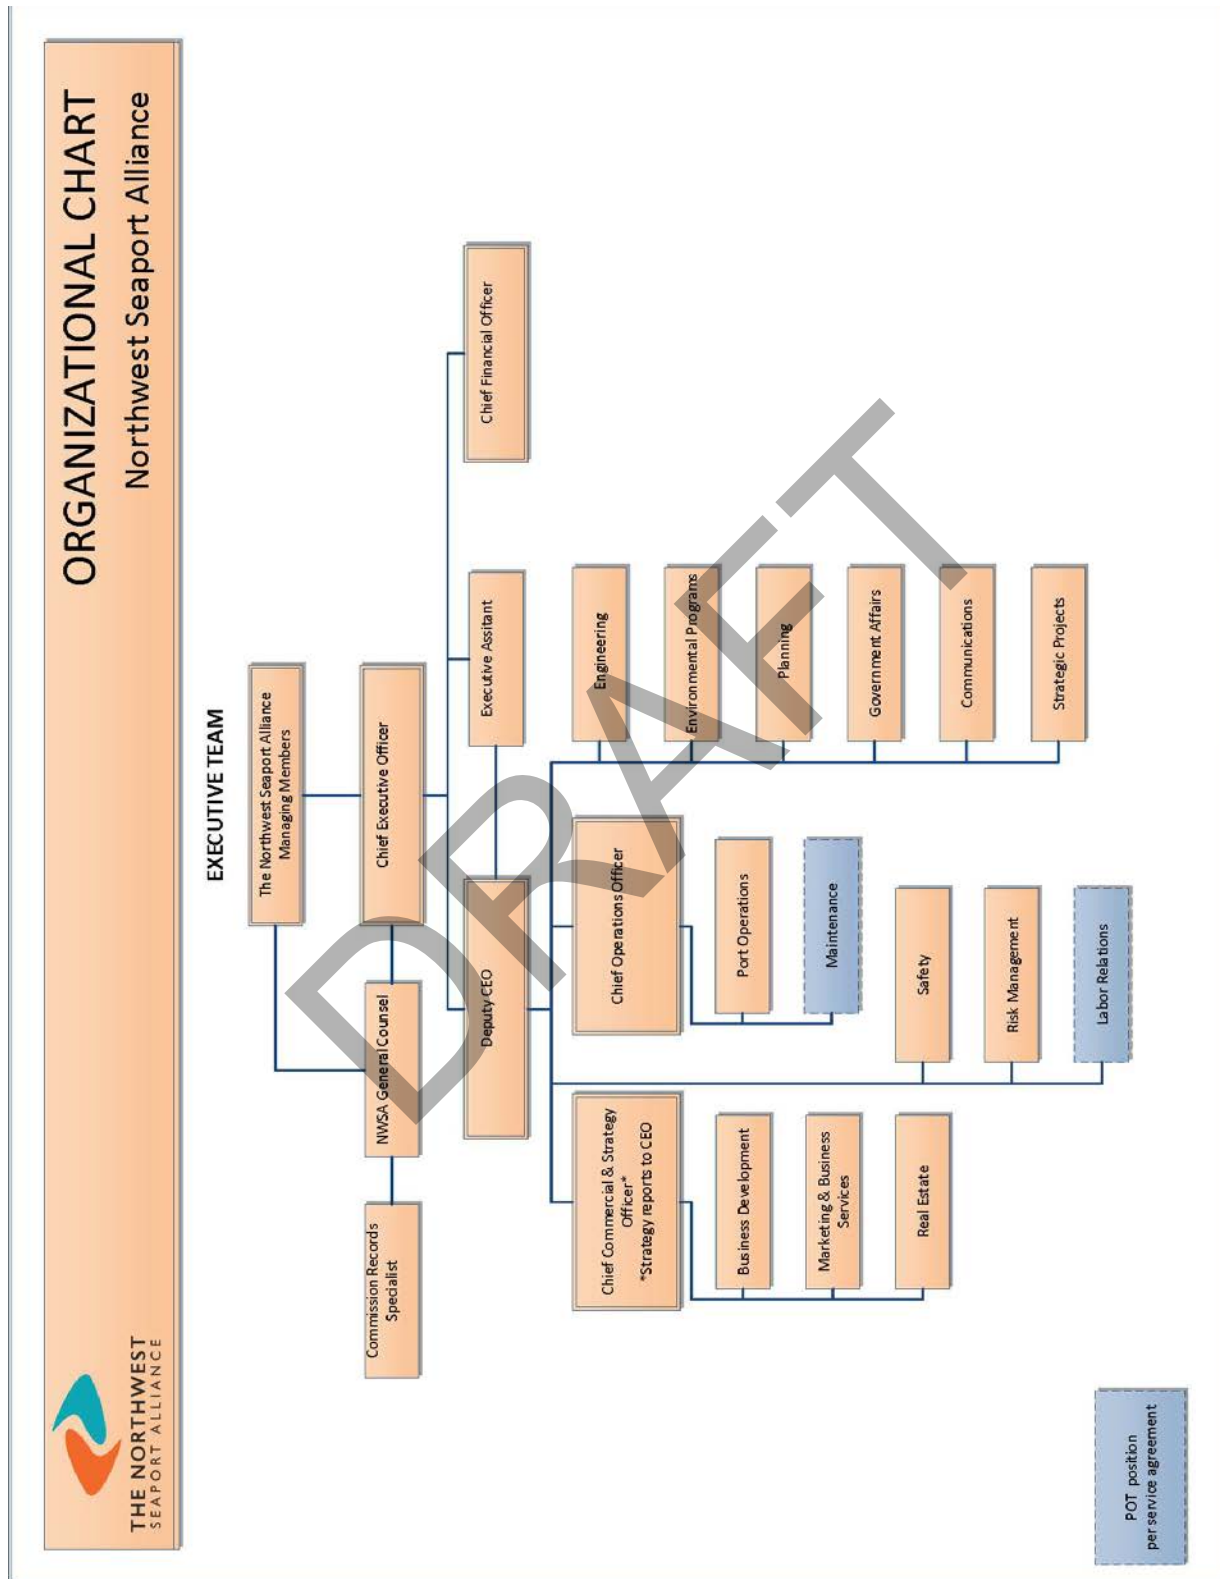 ORGANIZATIONAL CHART
Northwest Seaport Alliance
THE NORTHWEST
SEAPORT ALLIANCE
EXECUTIVE TEAM
The Northwest Seaport Alliance
Managing Members
Commission Records
Specialist
NWSA General Counsel
Chief Executive Officer
Deputy CEO
Executive Assitant
Chief Financial Officer
Chief Commercial & Strategy
Officer*
*Strategy reports to CEO
Business Development
Marketing & Business
Services
Real Estate
Chief Operations Officer
Port Operations
Maintenance
Safety
Risk Management
Labor Relations
Engineering
Environmental Programs
Planning
Government Affairs
Communications
Strategic Projects
POT position
per service agreement
DRAFT